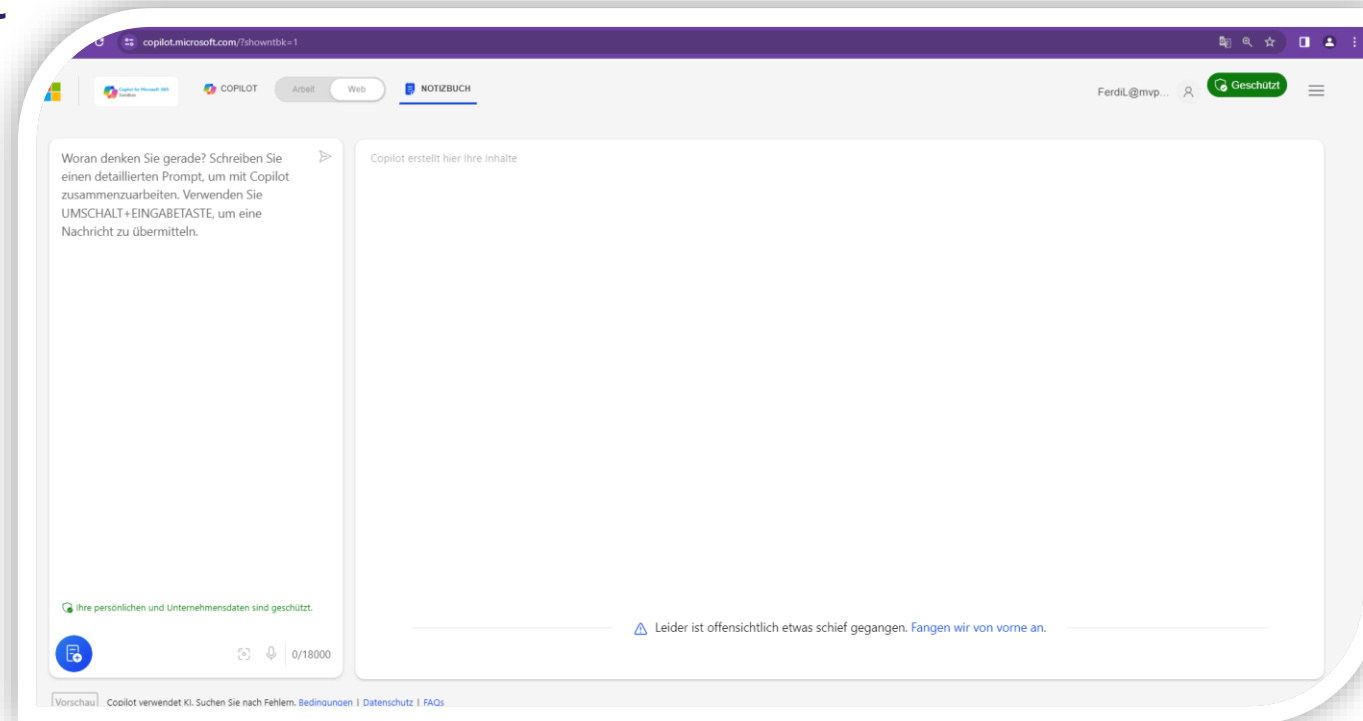 copilot.microsoft.com/?showntbk=1
COPILOT
Arbeit
Web
NOTIZBUCH
FerdiL@mvp...
Geschützt
Woran denken Sie gerade? Schreiben Sie
einen detaillierten Prompt, um mit Copilot
zusammenzuarbeiten. Verwenden Sie
UMSCHALT+EINGABETASTE, um eine
Nachricht zu übermitteln.
Copilot erstellt hier Ihre Inhalte
Ihre persönlichen und Unternehmensdaten sind geschützt.
0/18000
Leider ist offensichtlich etwas schief gegangen. Fangen wir von vorne an.
Vorschau Copilot verwendet KI. Suchen Sie nach Fehlern. Bedingungen | Datenschutz | FAQs